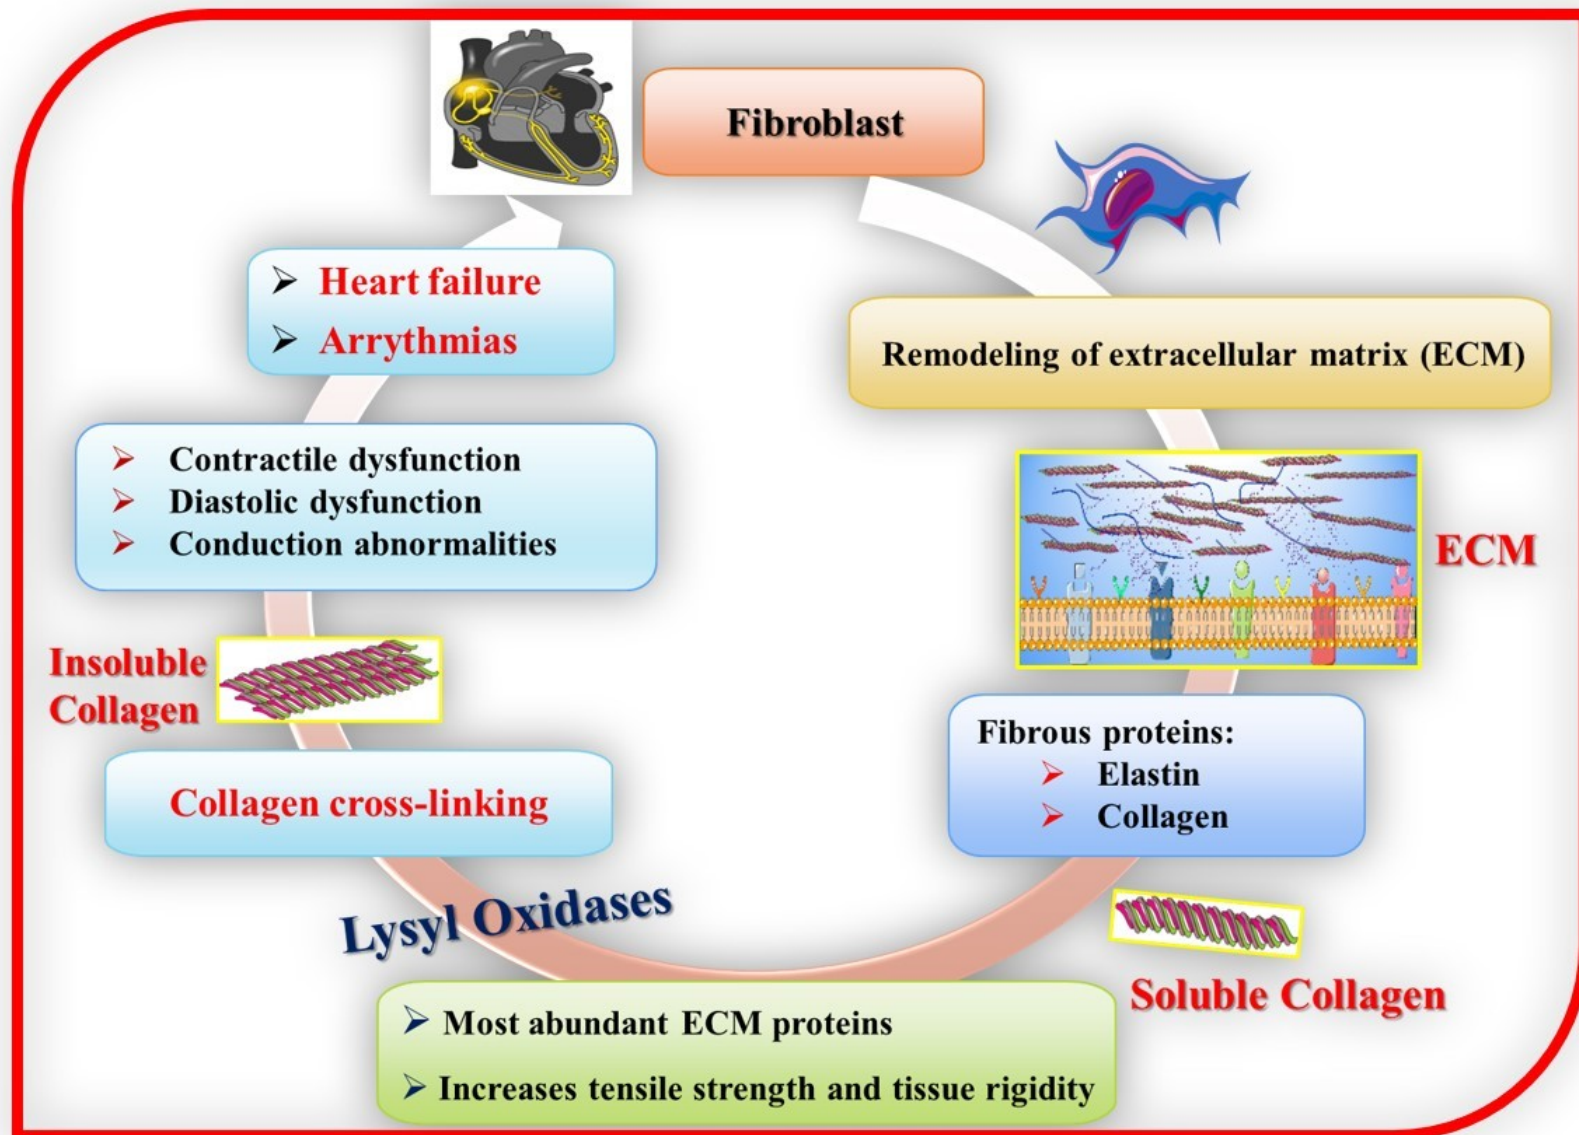 Fibroblast
Remodeling of extracellular matrix (ECM)
ECM
Fibrous proteins:
Elastin
Collagen
Soluble Collagen
Most abundant ECM proteins
Increases tensile strength and tissue rigidity
Lysyl Oxidases
Collagen cross-linking
Insoluble
Collagen
Contractile dysfunction
Diastolic dysfunction
Conduction abnormalities
Heart failure
Arrythmias